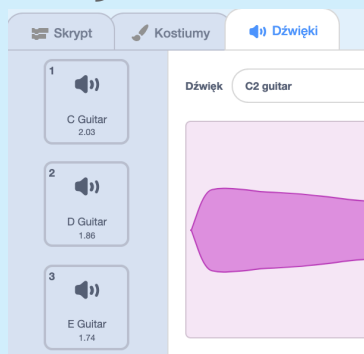 Skrypt
Kostiumy
Dźwięki
1
C Guitar
2.03
2
D Guitar
1.86
3
E Guitar
1.74
Dźwięk
C2 guitar